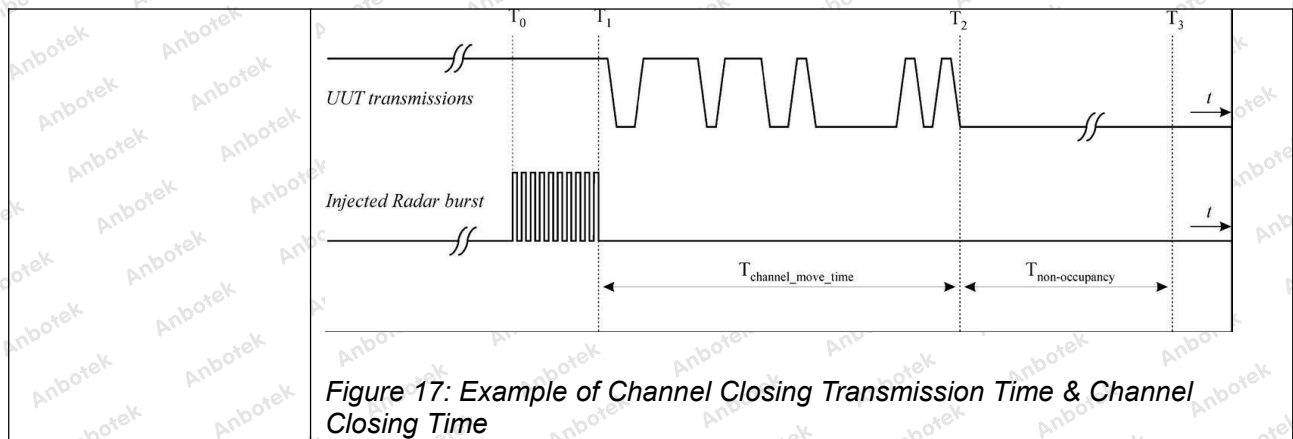 T0 T1 T2 T3
UUT transmissions
t
Injected Radar burst
t
Tchannel_move_time Tnon-occupancy
Figure 17: Example of Channel Closing Transmission Time & Channel
Closing Time
Anbotek